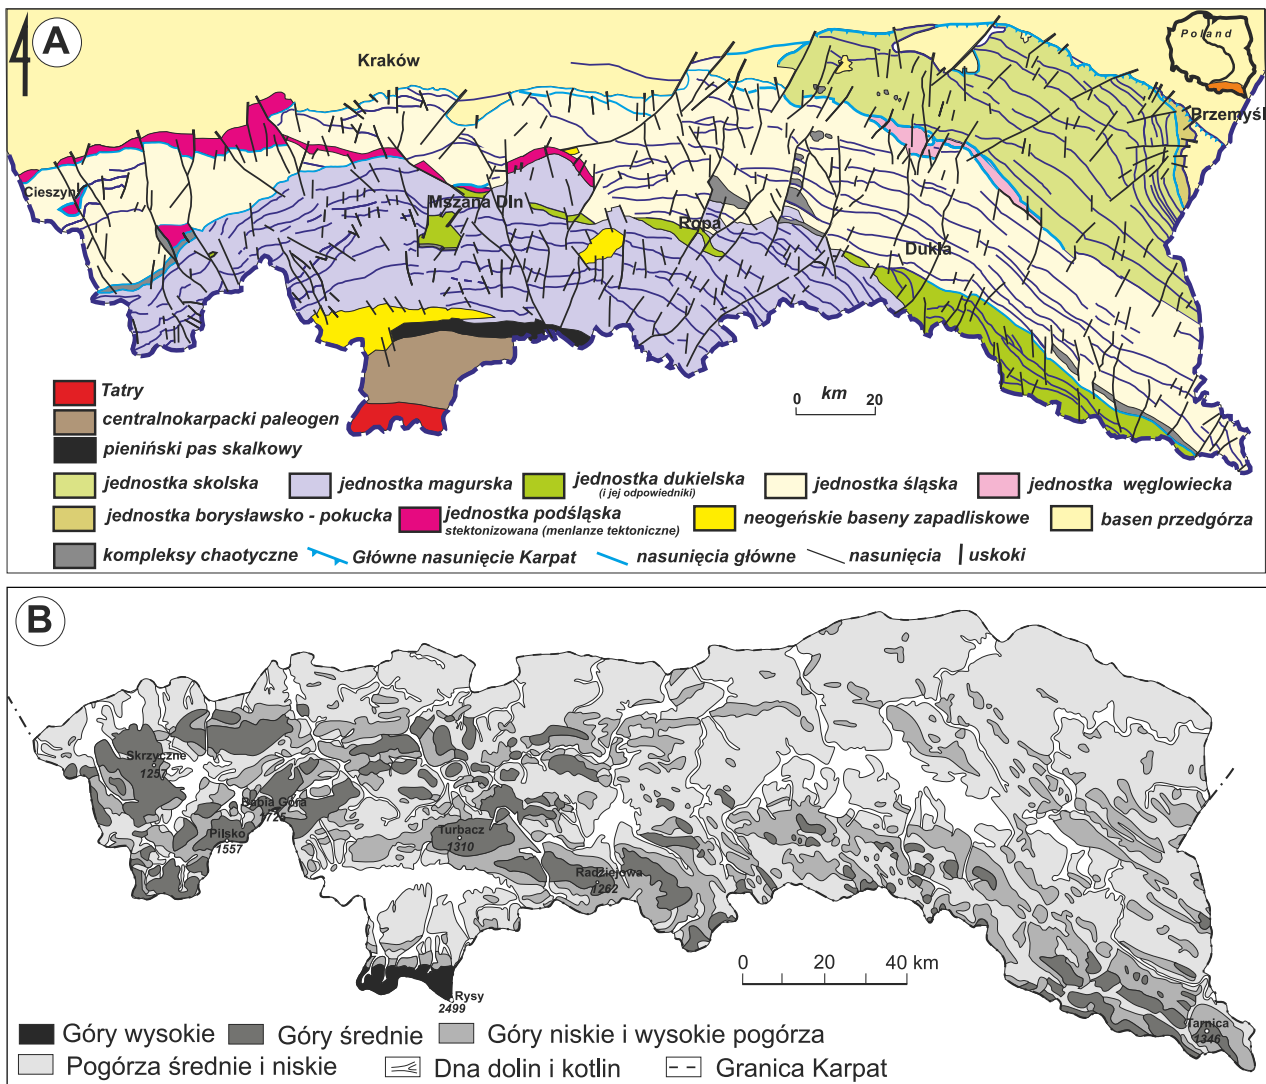 A
Kraków
Poland
Brzemyśl
Cieszyn
Mszana Dln
Ropa
Dukla
km
0 20
Tatry
centralnokarpacki paleogen
pieniński pas skalkowy
jednostka skolska
jednostka magurska
jednostka dukielska
(i jej odpowiedniki)
jednostka śląska
jednostka węglowiecka
jednostka borysławsko - pokucka
jednostka podśląska
stektonizowana (menlanze tektoniczne)
neogeńskie baseny zapadliskowe
basen przedgórza
kompleksy chaotyczne
Główne nasunięcie Karpat
nasunięcia główne
nasunięcia
uskoki
B
Skrzyczne
1257
Babia Góra
1725
Pilsko
1557
Turbacz
1310
Radziejowa
1262
Rysy
2499
Tarnica
1346
0 20 40 km
Góry wysokie
Góry średnie
Góry niskie i wysokie pogórza
Pogórza średnie i niskie
Dna dolin i kotlin
Granica Karpat